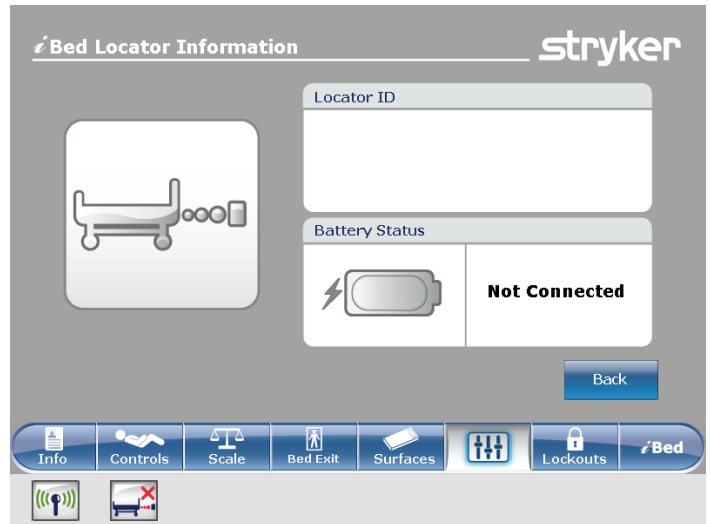 iBed Locator Information
stryker
Locator ID
Battery Status
Not Connected
Back
Info
Controls
Scale
Bed Exit
Surfaces
Lockouts
iBed